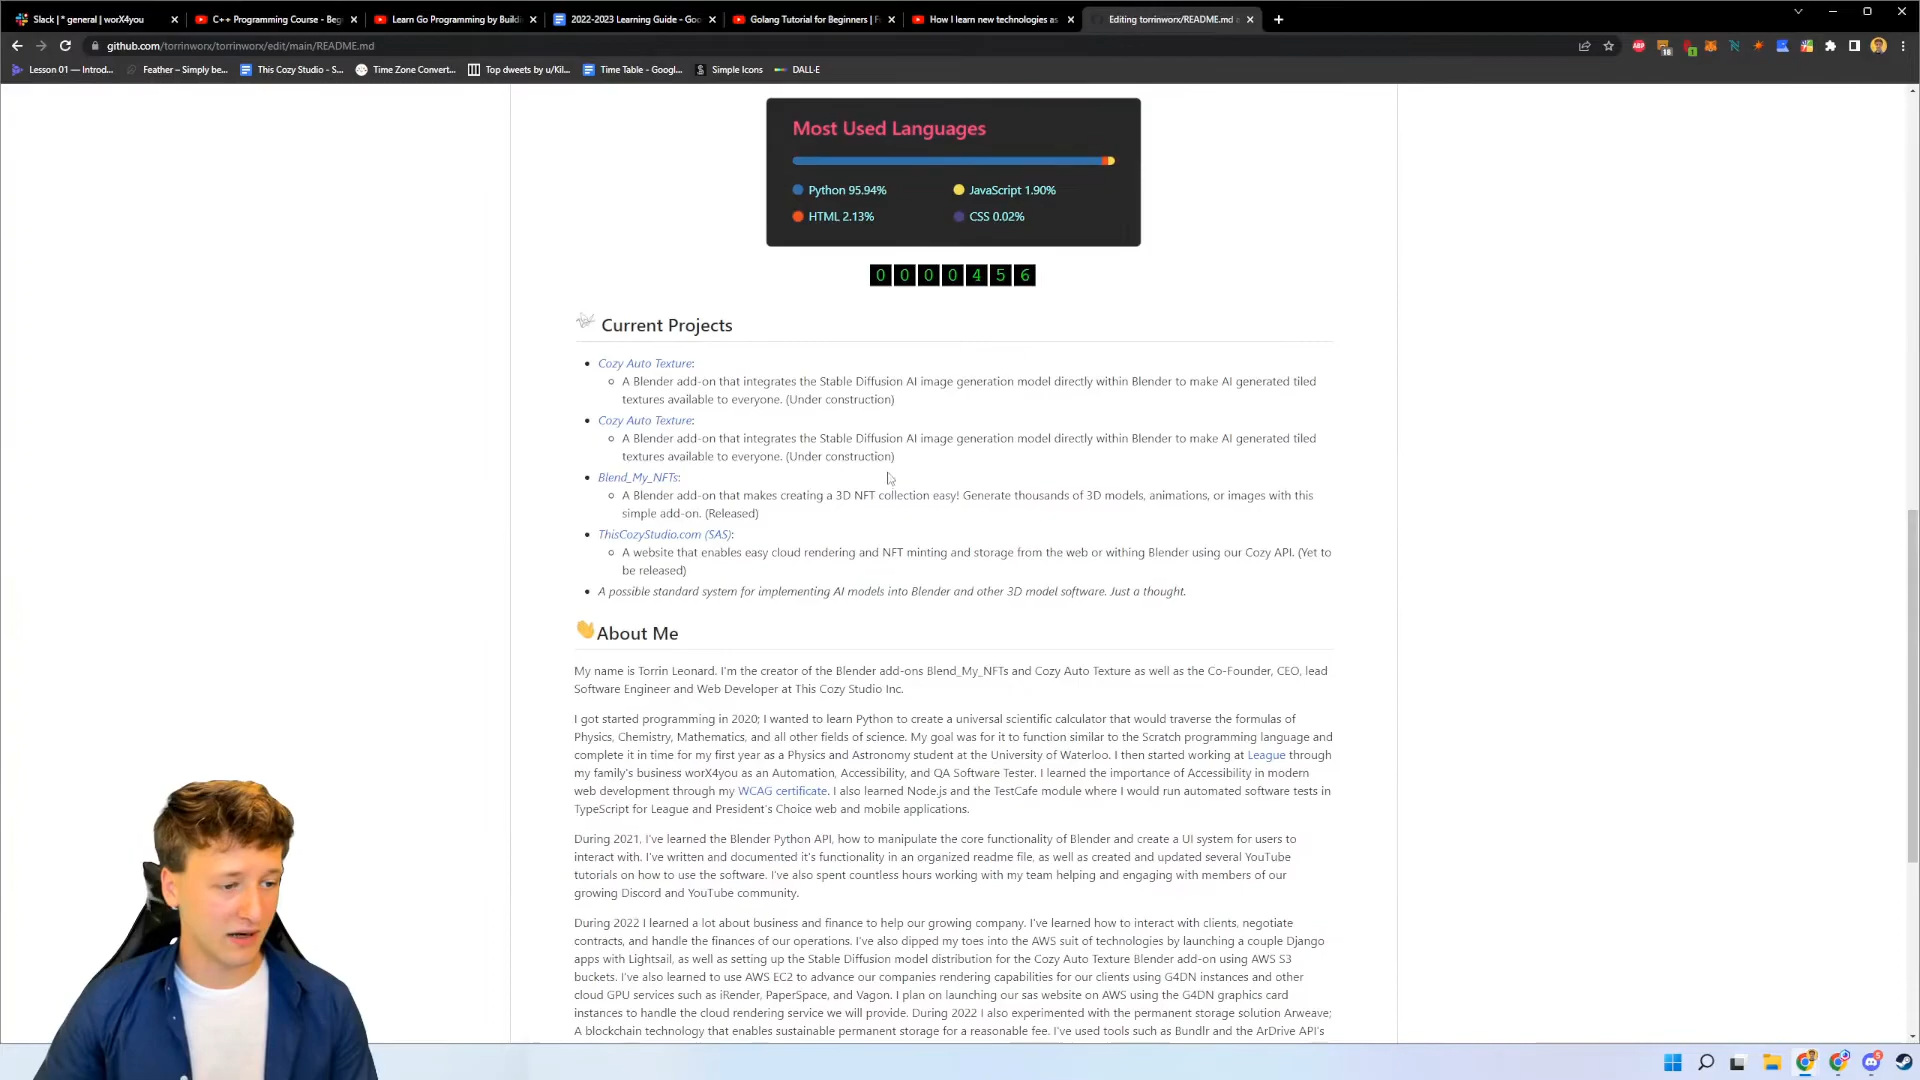 Slack | * general | worX4you
C++ Programming Course - Beg
Learn Go Programming by Buildi
2022-2023 Learning Guide - Goo
Golang Tutorial for Beginners | F
How I learn new technologies as
Editing torrinworx/README.md
github.com/torrinworx/torrinworx/edit/main/README.md
Lesson 01 — Introd...
Feather – Simply be...
This Cozy Studio - S...
Time Zone Convert...
Top dweets by u/Kil...
Time Table - Googl...
Simple Icons
DALL·E
Most Used Languages
Python 95.94%
JavaScript 1.90%
HTML 2.13%
CSS 0.02%
0 0 0 0 4 5 6
Current Projects
• Cozy Auto Texture:
◦ A Blender add-on that integrates the Stable Diffusion AI image generation model directly within Blender to make AI generated tiled
textures available to everyone. (Under construction)
• Cozy Auto Texture:
◦ A Blender add-on that integrates the Stable Diffusion AI image generation model directly within Blender to make AI generated tiled
textures available to everyone. (Under construction)
• Blend_My_NFTs:
◦ A Blender add-on that makes creating a 3D NFT collection easy! Generate thousands of 3D models, animations, or images with this
simple add-on. (Released)
• ThisCozyStudio.com (SAS):
◦ A website that enables easy cloud rendering and NFT minting and storage from the web or withing Blender using our Cozy API. (Yet to
be released)
• A possible standard system for implementing AI models into Blender and other 3D model software. Just a thought.
About Me
My name is Torrin Leonard. I'm the creator of the Blender add-ons Blend_My_NFTs and Cozy Auto Texture as well as the Co-Founder, CEO, lead
Software Engineer and Web Developer at This Cozy Studio Inc.
I got started programming in 2020; I wanted to learn Python to create a universal scientific calculator that would traverse the formulas of
Physics, Chemistry, Mathematics, and all other fields of science. My goal was for it to function similar to the Scratch programming language and
complete it in time for my first year as a Physics and Astronomy student at the University of Waterloo. I then started working at League through
my family's business worX4you as an Automation, Accessibility, and QA Software Tester. I learned the importance of Accessibility in modern
web development through my WCAG certificate. I also learned Node.js and the TestCafe module where I would run automated software tests in
TypeScript for League and President's Choice web and mobile applications.
During 2021, I've learned the Blender Python API, how to manipulate the core functionality of Blender and create a UI system for users to
interact with. I've written and documented it's functionality in an organized readme file, as well as created and updated several YouTube
tutorials on how to use the software. I've also spent countless hours working with my team helping and engaging with members of our
growing Discord and YouTube community.
During 2022 I learned a lot about business and finance to help our growing company. I've learned how to interact with clients, negotiate
contracts, and handle the finances of our operations. I've also dipped my toes into the AWS suit of technologies by launching a couple Django
apps with Lightsail, as well as setting up the Stable Diffusion model distribution for the Cozy Auto Texture Blender add-on using AWS S3
buckets. I've also learned to use AWS EC2 to advance our companies rendering capabilities for our clients using G4DN instances and other
cloud GPU services such as iRender, PaperSpace, and Vagon. I plan on launching our sas website on AWS using the G4DN graphics card
instances to handle the cloud rendering service we will provide. During 2022 I also experimented with the permanent storage solution Arweave;
A blockchain technology that enables sustainable permanent storage for a reasonable fee. I've used tools such as Bundlr and the ArDrive API's